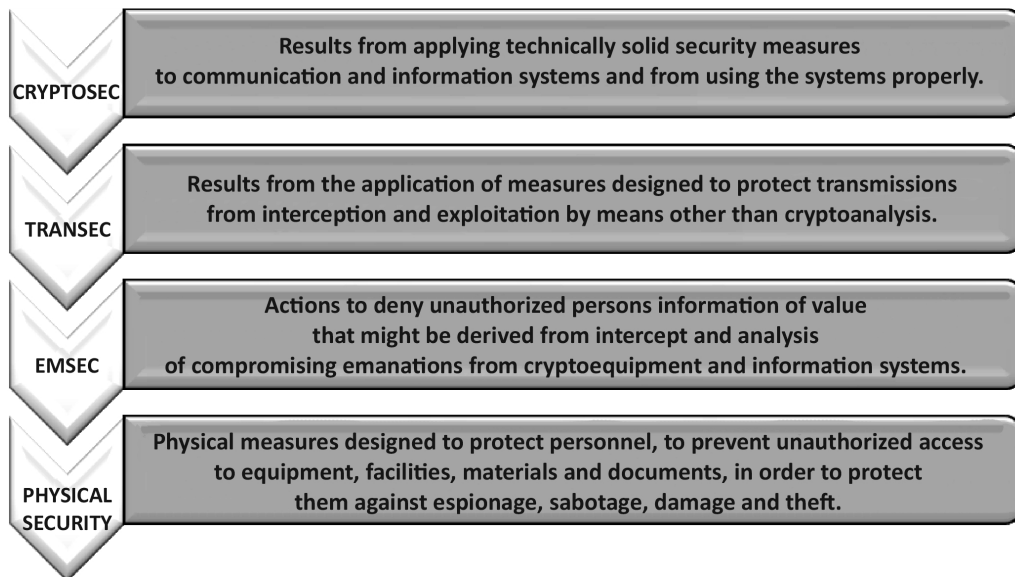 CRYPTOSEC
Results from applying technically solid security measures
to communication and information systems and from using the systems properly.
TRANSEC
Results from the application of measures designed to protect transmissions
from interception and exploitation by means other than cryptoanalysis.
EMSEC
Actions to deny unauthorized persons information of value
that might be derived from intercept and analysis
of compromising emanations from cryptoequipment and information systems.
PHYSICAL
SECURITY
Physical measures designed to protect personnel, to prevent unauthorized access
to equipment, facilities, materials and documents, in order to protect
them against espionage, sabotage, damage and theft.